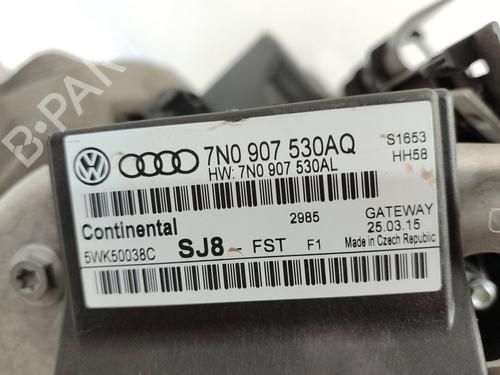 B-PARTS
7N0 907 530AQ
S1653
HW: 7N0 907 530AL
HH58
Continental
2985
GATEWAY
25.03.15
5WK50038C
SJ8 - FST F1
Made in Czech Republic